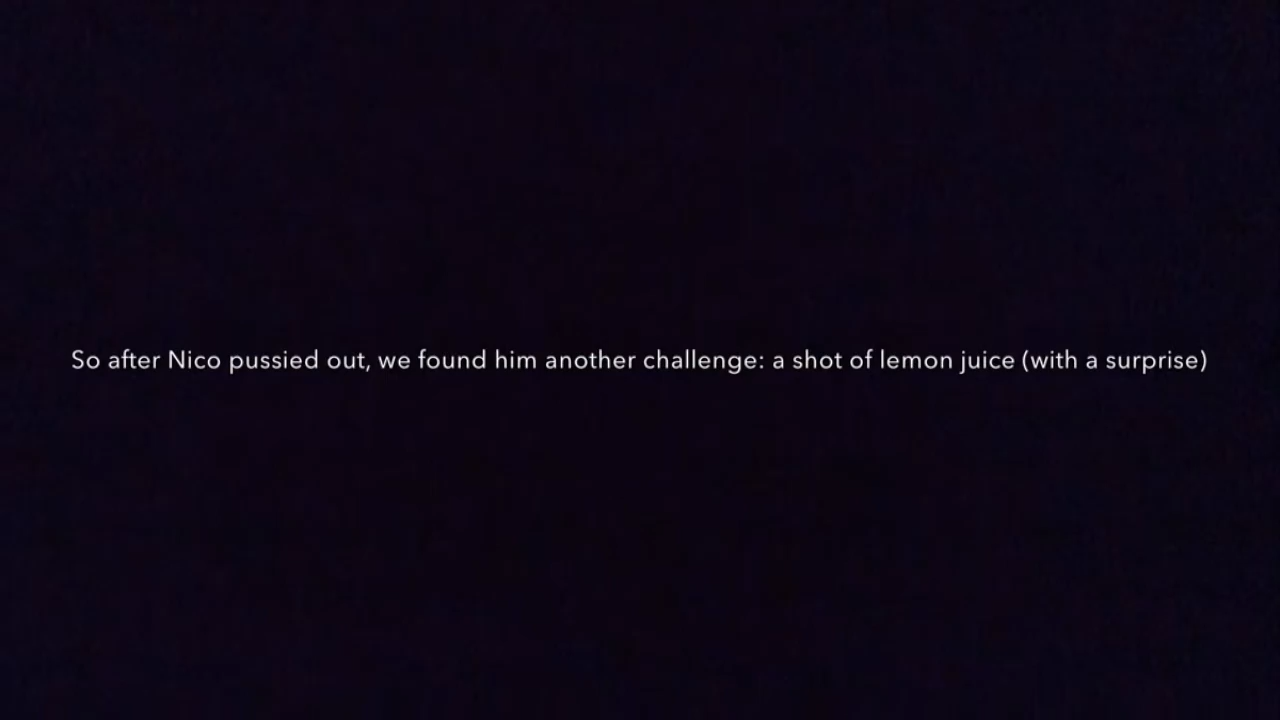 So after Nico pussied out, we found him another challenge: a shot of lemon juice (with a surprise)